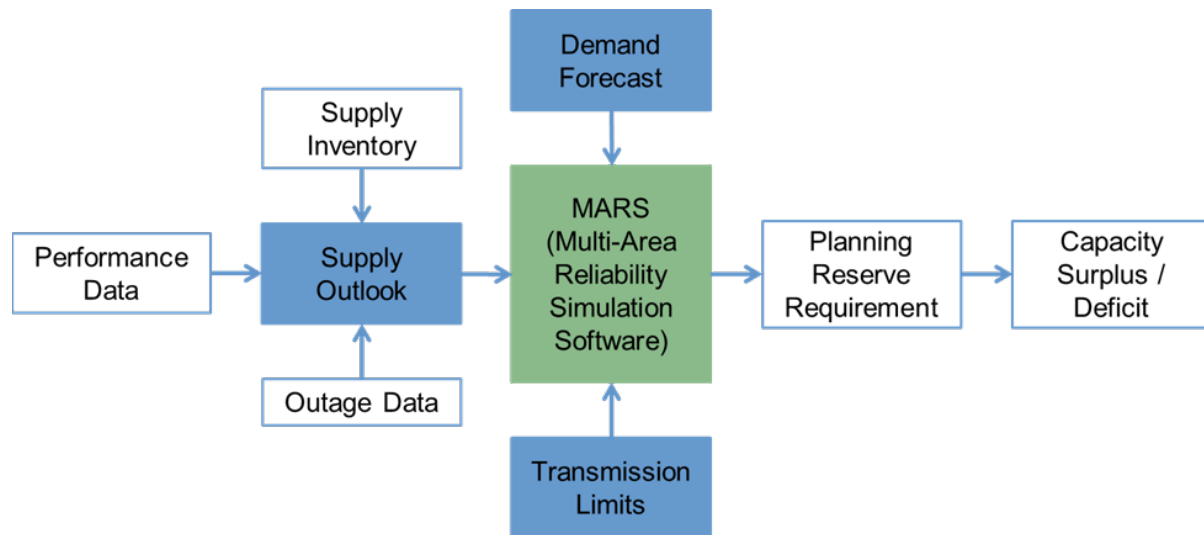 Demand
Forecast
Supply
Inventory
MARS
(Multi-Area
Reliability
Simulation
Software)
Performance
Data
Supply
Outlook
Planning
Reserve
Requirement
Capacity
Surplus /
Deficit
Outage Data
Transmission
Limits